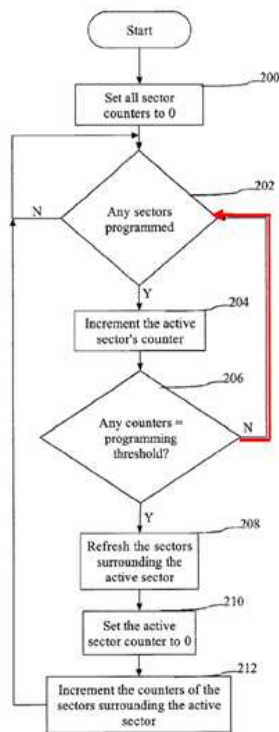 Start
200
Set all sector
counters to 0
202
Any sectors
programmed
N
Y
204
Increment the active
sector's counter
206
Any counters =
programming
threshold?
N
Y
208
Refresh the sectors
surrounding the
active sector
210
Set the active
sector counter to 0
212
Increment the counters of the
sectors surrounding the active
sector